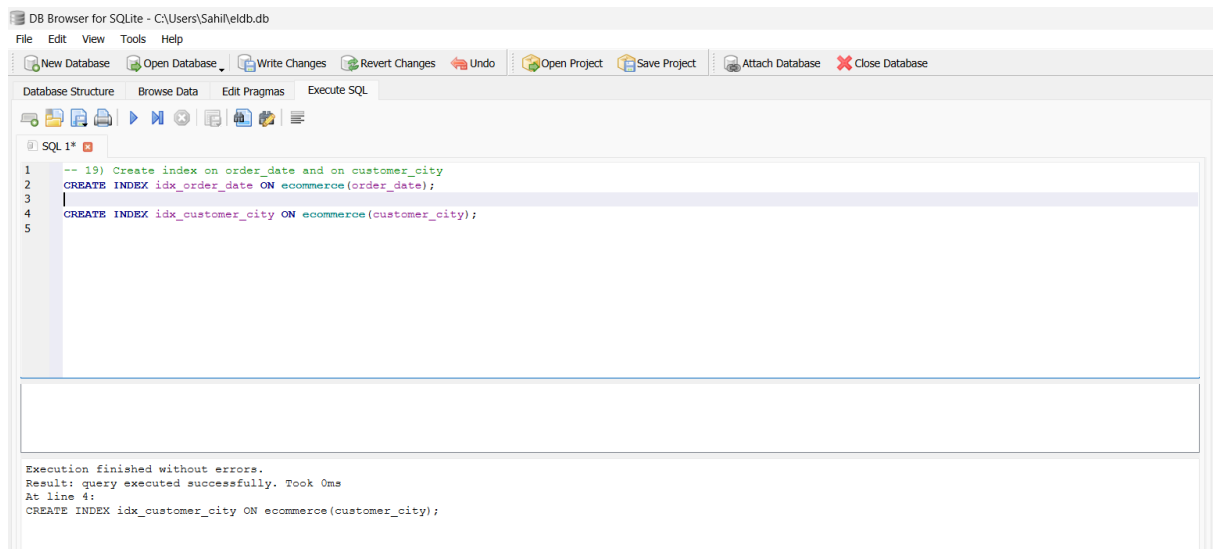 DB Browser for SQLite - C:\Users\Sahil\eldb.db
File Edit View Tools Help
New Database Open Database Write Changes Revert Changes Undo Open Project Save Project Attach Database Close Database
Database Structure Browse Data Edit Pragmas Execute SQL
SQL 1*
1 -- 19) Create index on order_date and on customer_city
2 CREATE INDEX idx_order_date ON ecommerce(order_date);
3
4 CREATE INDEX idx_customer_city ON ecommerce(customer_city);
5
Execution finished without errors.
Result: query executed successfully. Took 0ms
At line 4:
CREATE INDEX idx_customer_city ON ecommerce(customer_city);